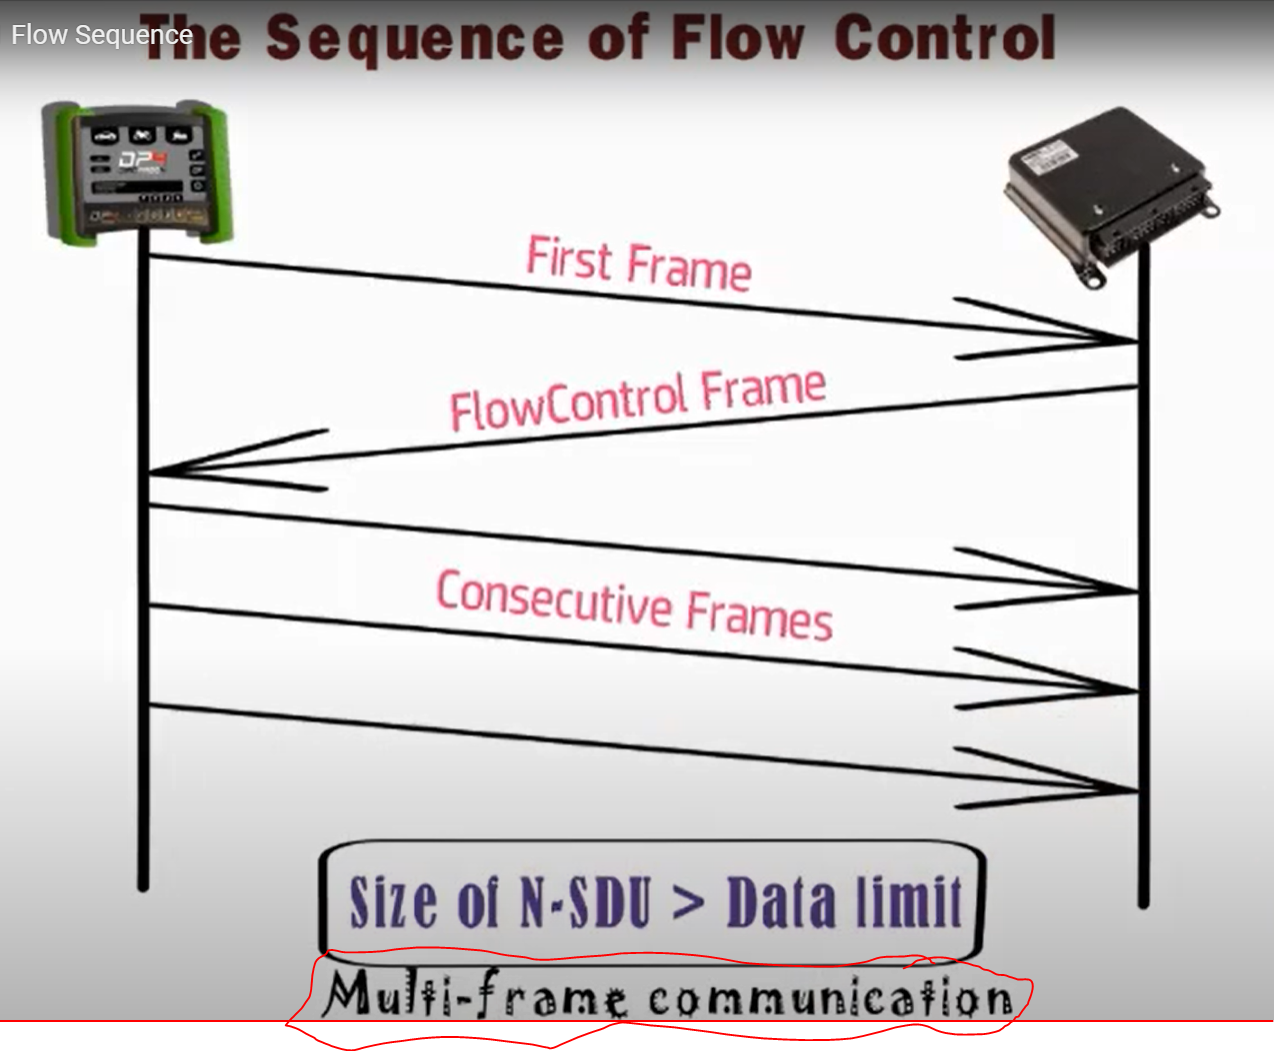 Flow Sequence
The Sequence of Flow Control
DP4
First Frame
FlowControl Frame
Consecutive Frames
Size of N-SDU > Data limit
Multi-frame communication